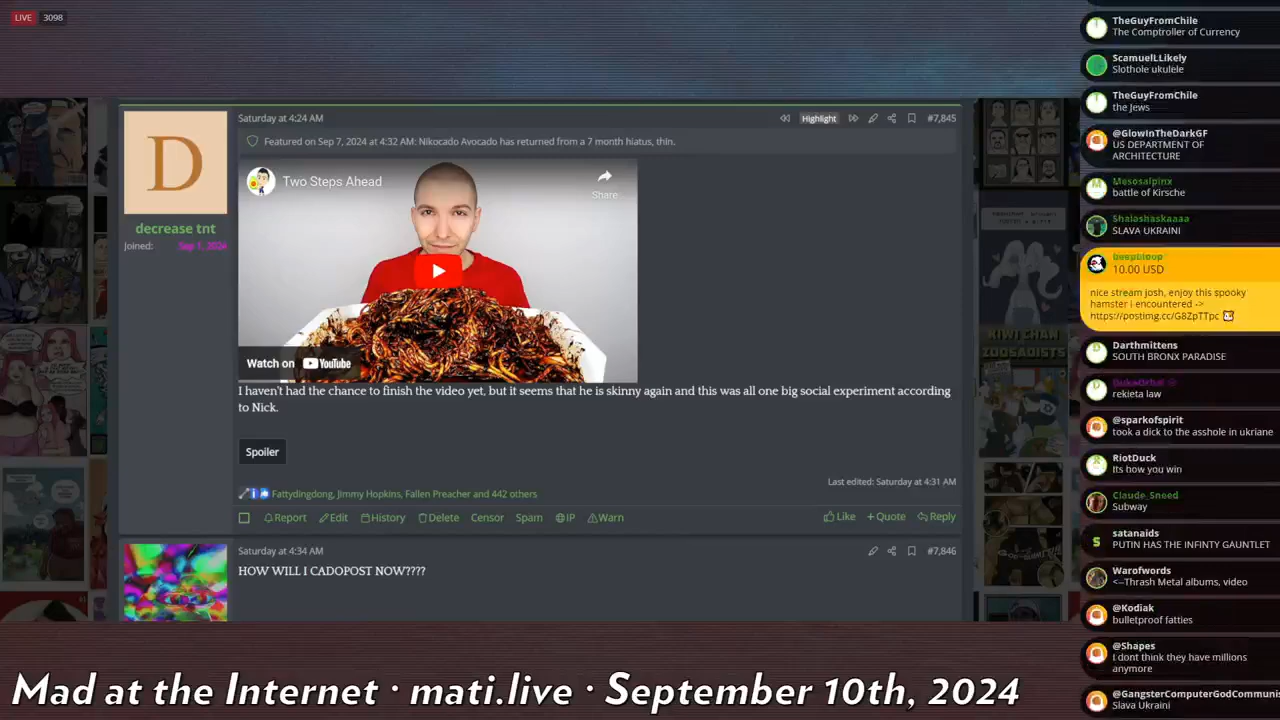 LIVE 3098
D
decrease tnt
Joined: Sep 1, 2024
Saturday at 4:24 AM
Highlight
#7,845
Featured on Sep 7, 2024 at 4:32 AM: Nikocado Avocado has returned from a 7 month hiatus, thin.
Two Steps Ahead
Share
Watch on YouTube
I haven't had the chance to finish the video yet, but it seems that he is skinny again and this was all one big social experiment according
to Nick.
Spoiler
Last edited: Saturday at 4:31 AM
Fattydingdong, Jimmy Hopkins, Fallen Preacher and 442 others
Report Edit History Delete Censor Spam IP Warn
Like +Quote Reply
Saturday at 4:34 AM
#7,846
HOW WILL I CADOPOST NOW????
KIWI CHAN
ZOOSADISTS
TheGuyFromChile
The Comptroller of Currency
ScamuelLLikely
Slothole ukulele
TheGuyFromChile
the Jews
@GlowInTheDarkGF
US DEPARTMENT OF
ARCHITECTURE
M
Mesosalpinx
battle of Kirsche
Shaiashaskaaaa
SLAVA UKRAINI
beepbloop
10.00 USD
nice stream josh, enjoy this spooky
hamster i encountered ->
https://postimg.cc/G8ZpTTpc
D
Darthmittens
SOUTH BRONX PARADISE
D
rekieta law
@sparkofspirit
took a dick to the asshole in ukriane
R
RiotDuck
Its how you win
Claude_Sneed
Subway
S
satanaids
PUTIN HAS THE INFINTY GAUNTLET
Warofwords
<--Thrash Metal albums, video
@Kodiak
bulletproof fatties
@Shapes
I dont think they have millions
anymore
@GangsterComputerGodCommunis
Slava Ukraini
Mad at the Internet · mati.live · September 10th, 2024